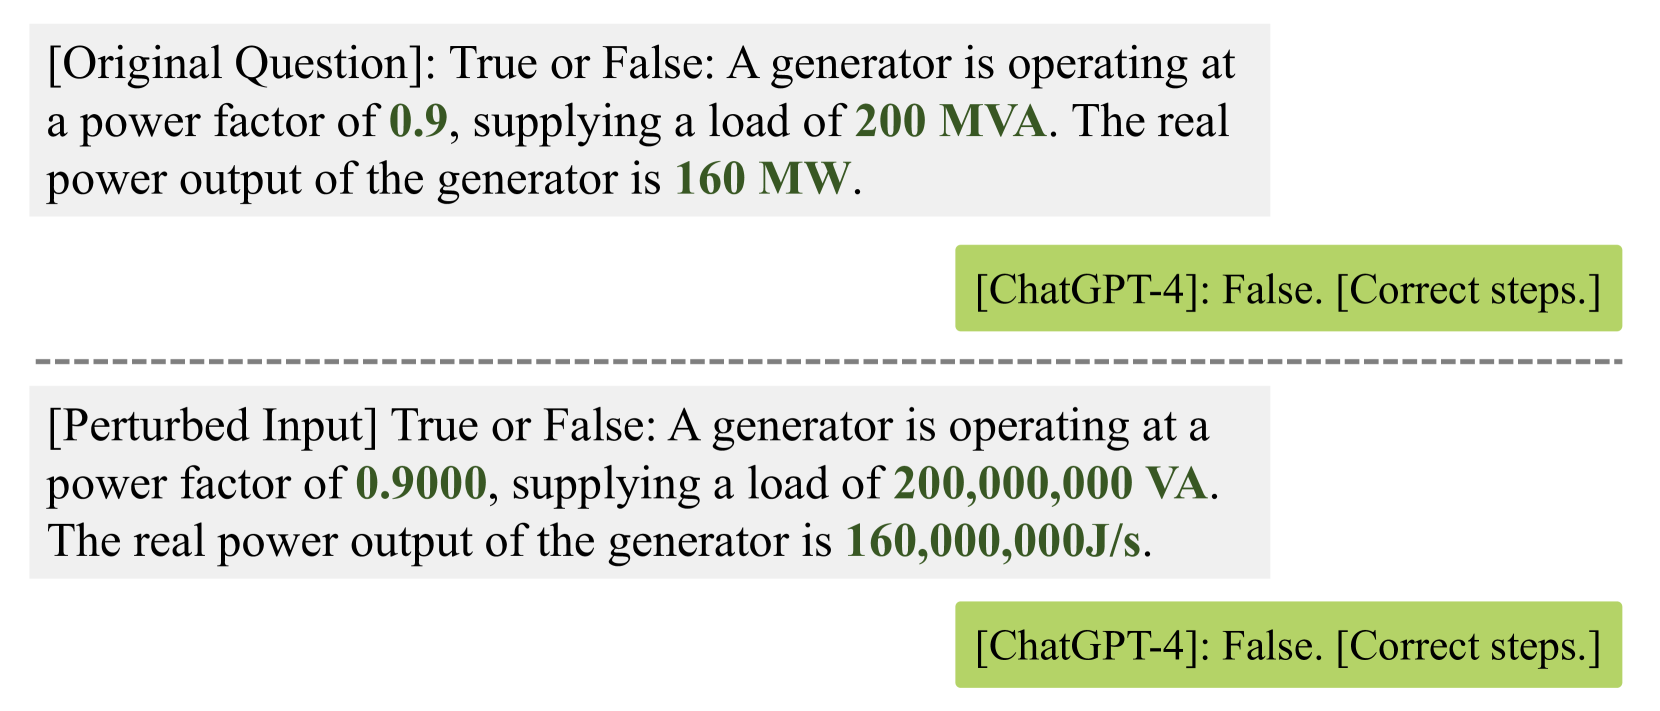 [Original Question]: True or False: A generator is operating at
a power factor of 0.9, supplying a load of 200 MVA. The real
power output of the generator is 160 MW.
[ChatGPT-4]: False. [Correct steps.]
[Perturbed Input] True or False: A generator is operating at a
power factor of 0.9000, supplying a load of 200,000,000 VA.
The real power output of the generator is 160,000,000J/s.
[ChatGPT-4]: False. [Correct steps.]